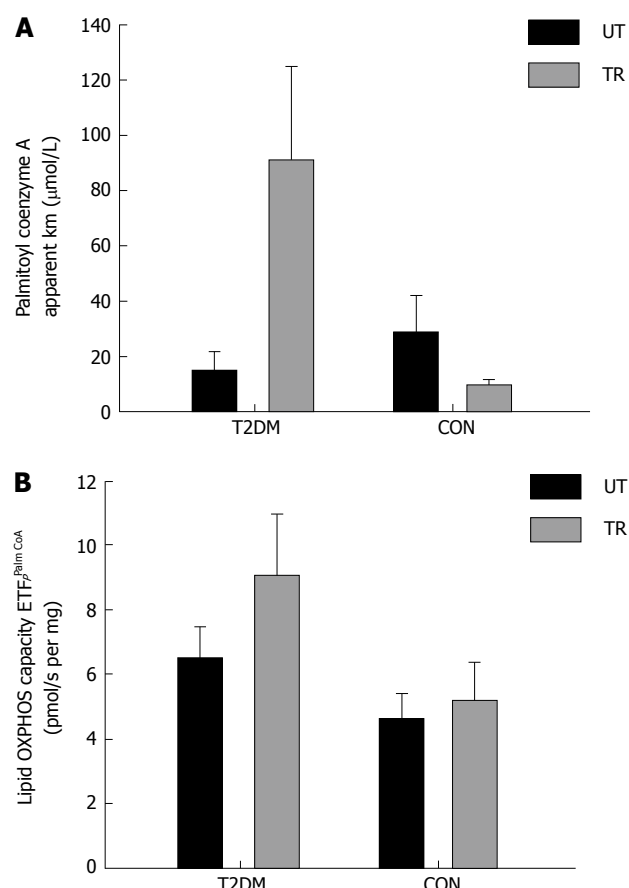 A
UT
TR
Palmitoyl coenzyme A
apparent km (µmol/L)
140
120
100
80
60
40
20
0
T2DM CON
B
UT
TR
Lipid OXPHOS capacity ETF_P^Palm CoA
(pmol/s per mg)
12
10
8
6
4
2
0
T2DM CON